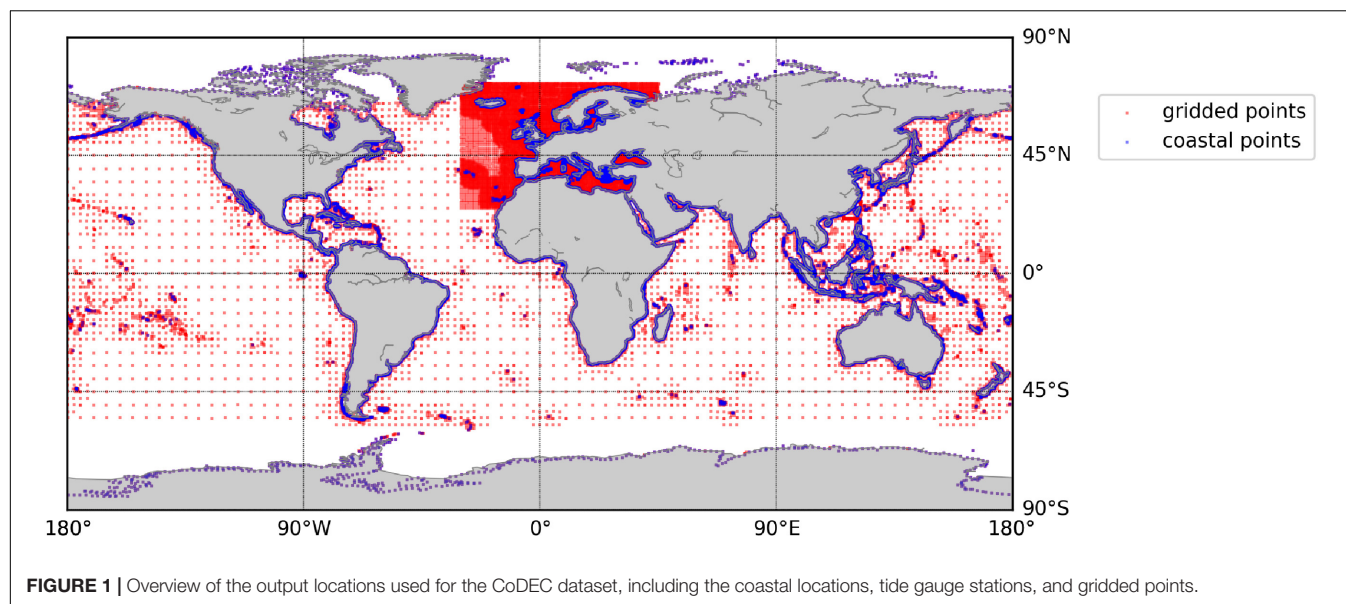 90°N
gridded points
coastal points
45°N
0°
45°S
90°S
180° 90°W 0° 90°E 180°
FIGURE 1 | Overview of the output locations used for the CoDEC dataset, including the coastal locations, tide gauge stations, and gridded points.